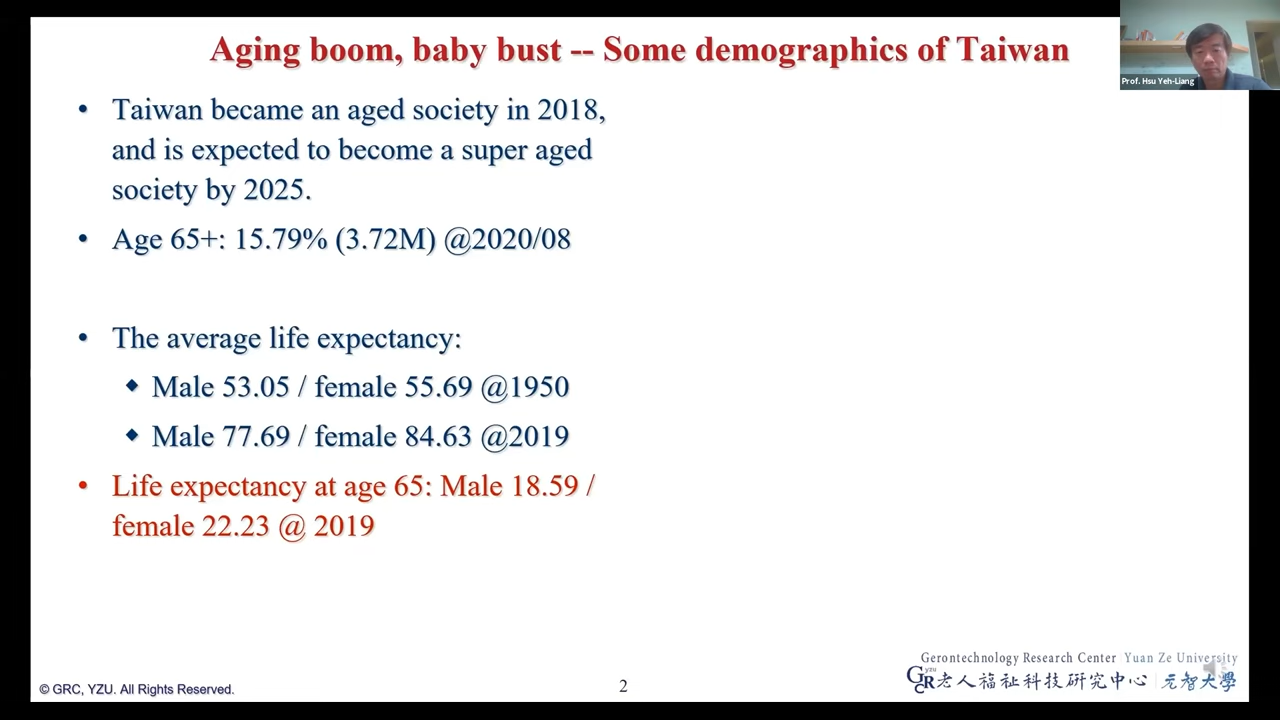 Aging boom, baby bust -- Some demographics of Taiwan
Prof. Hsu Yeh-Liang
• Taiwan became an aged society in 2018,
and is expected to become a super aged
society by 2025.
• Age 65+: 15.79% (3.72M) @2020/08
• The average life expectancy:
◆ Male 53.05 / female 55.69 @1950
◆ Male 77.69 / female 84.63 @2019
• Life expectancy at age 65: Male 18.59 /
female 22.23 @ 2019
Gerontechnology Research Center Yuan Ze University
yzu GRC 老人福祉科技研究中心 | 元智大學
© GRC, YZU. All Rights Reserved.
2